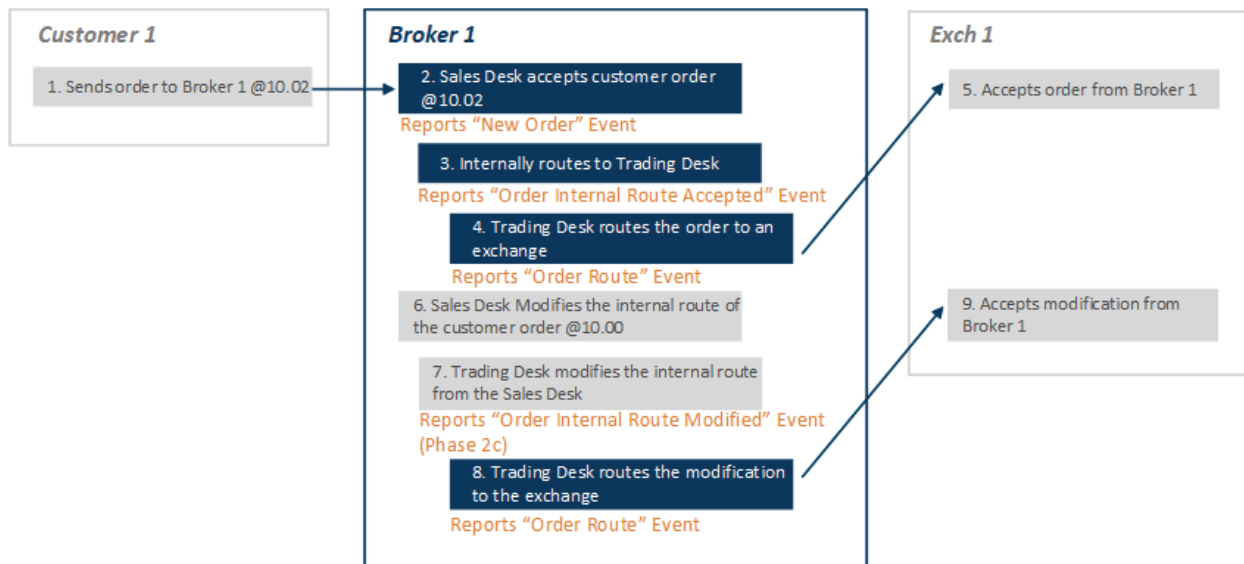 Customer 1
1. Sends order to Broker 1 @10.02
Broker 1
2. Sales Desk accepts customer order
@10.02
Reports “New Order” Event
3. Internally routes to Trading Desk
Reports “Order Internal Route Accepted” Event
4. Trading Desk routes the order to an
exchange
Reports “Order Route” Event
6. Sales Desk Modifies the internal route of
the customer order @10.00
7. Trading Desk modifies the internal route
from the Sales Desk
Reports “Order Internal Route Modified” Event
(Phase 2c)
8. Trading Desk routes the modification
to the exchange
Reports “Order Route” Event
Exch 1
5. Accepts order from Broker 1
9. Accepts modification from
Broker 1